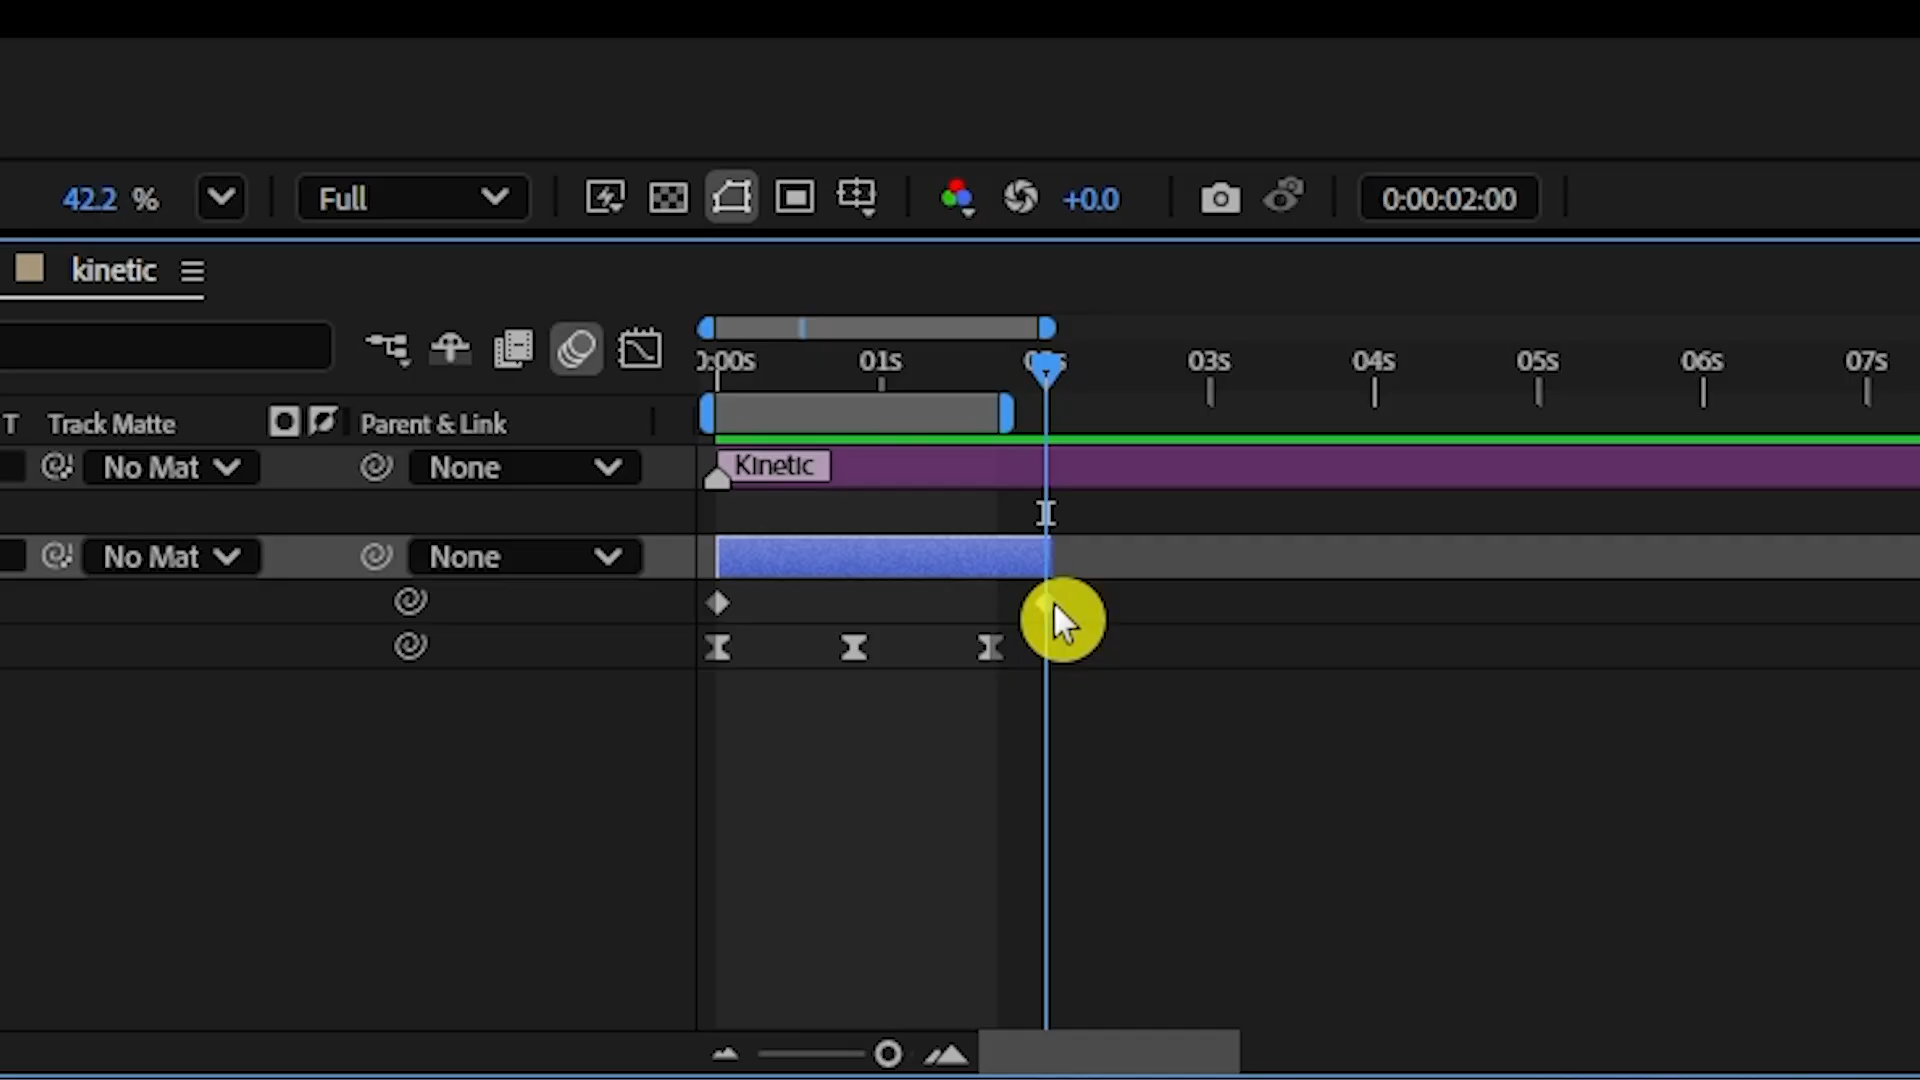 42.2 % Full +0.0 0:00:02:00
kinetic
0:00s 01s 03s 04s 05s 06s 07s
T Track Matte Parent & Link
No Mat None Kinetic
No Mat None